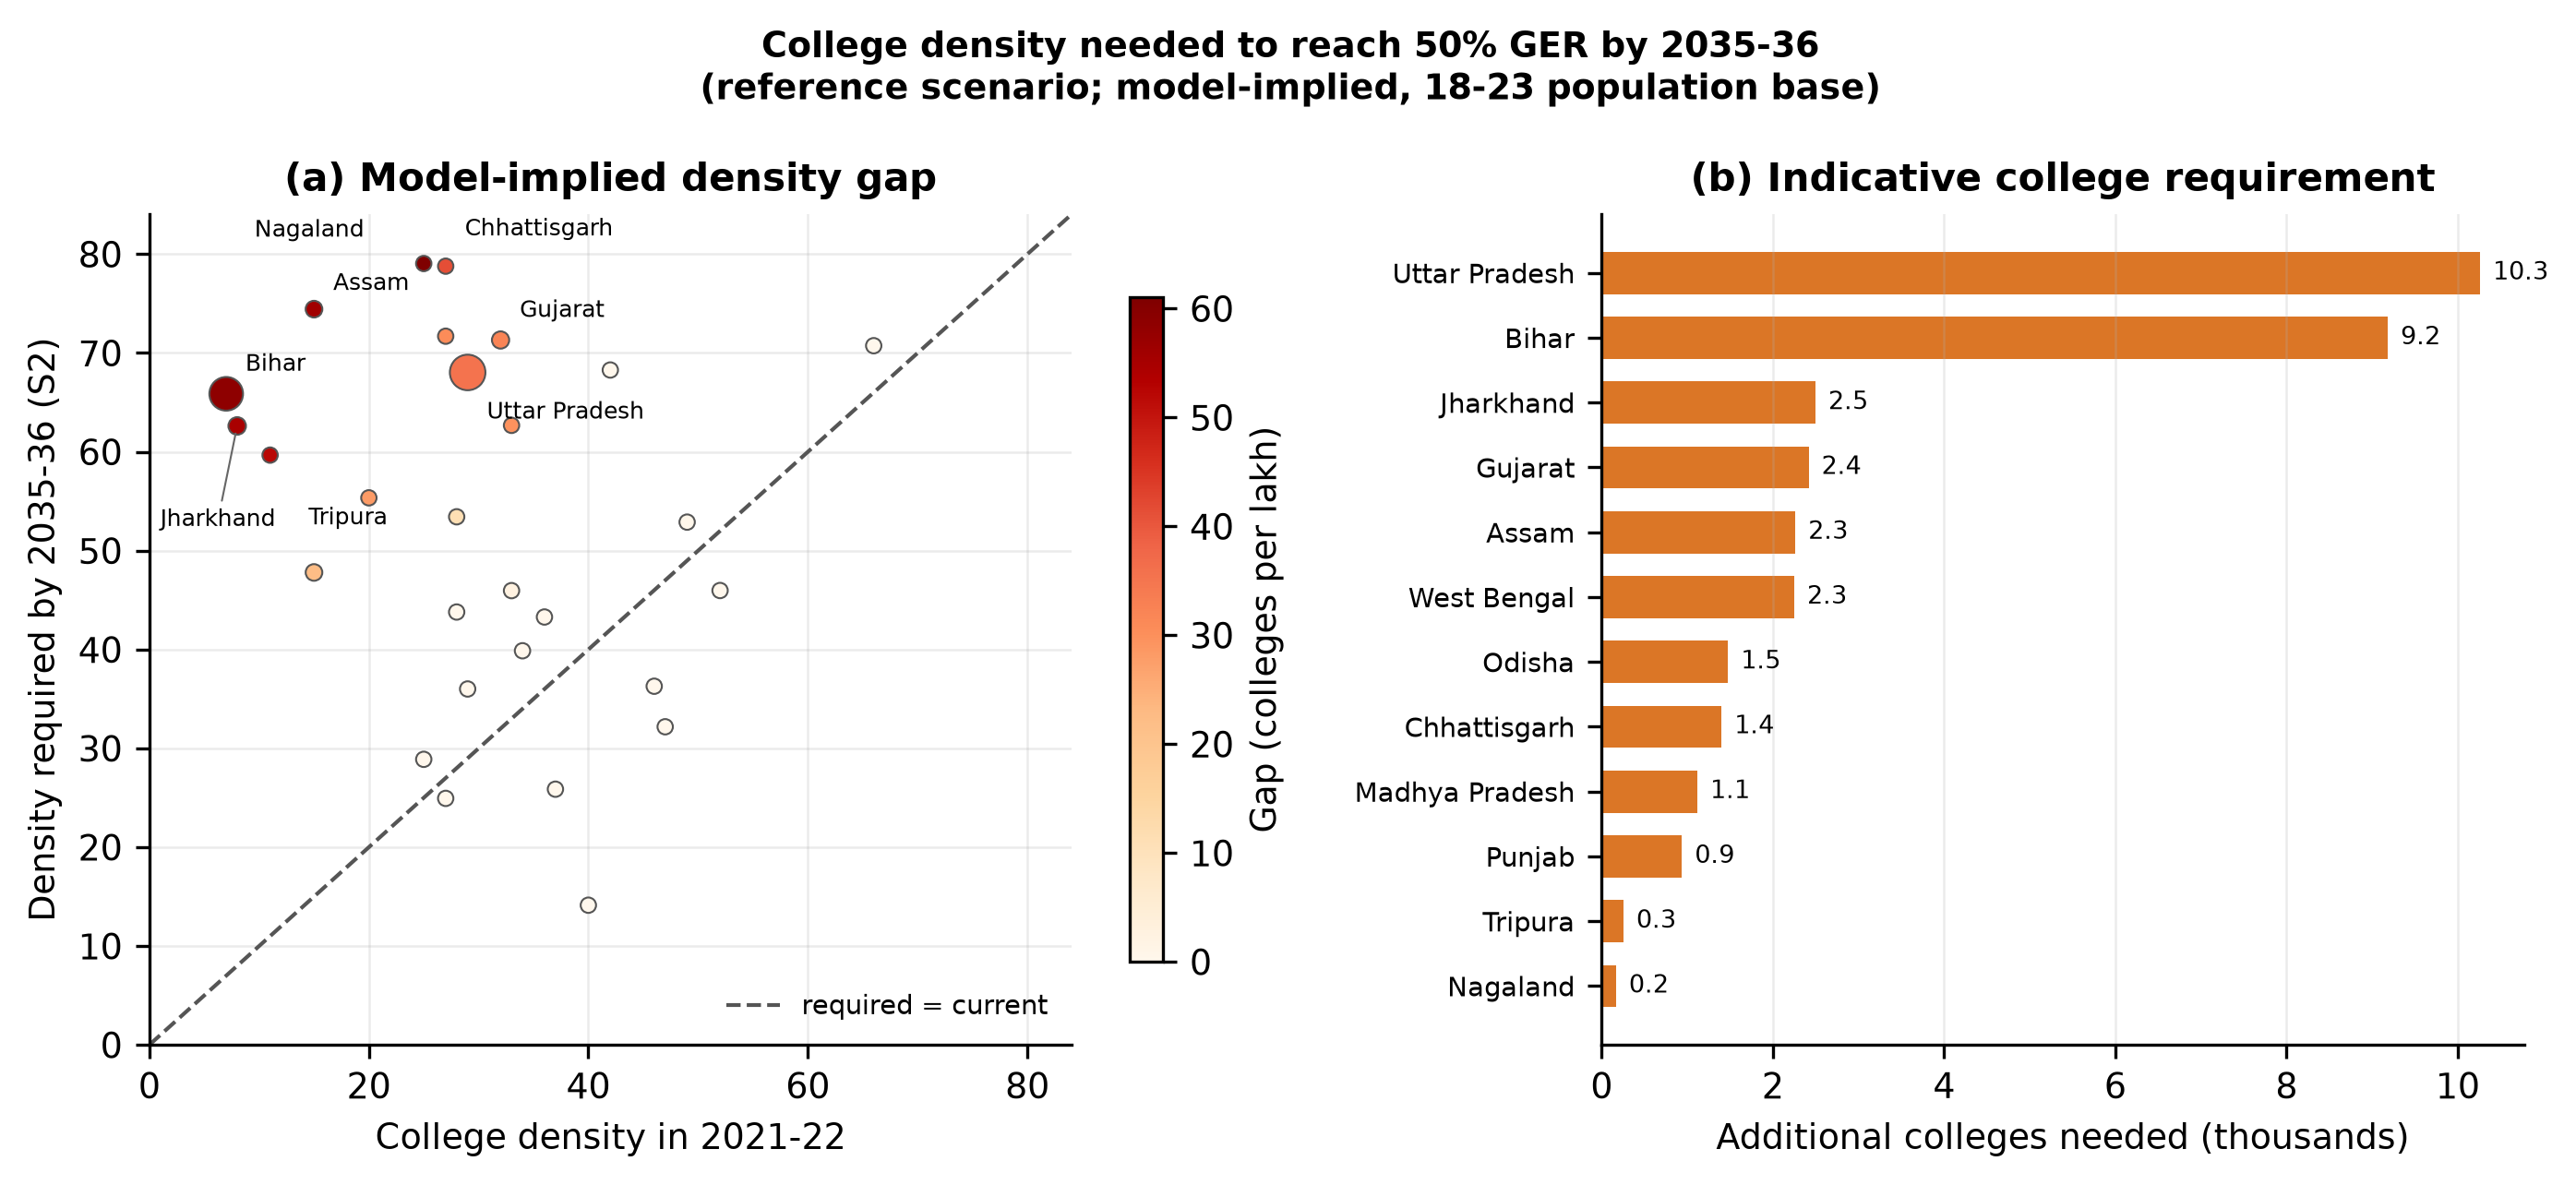 College density needed to reach 50% GER by 2035-36
(reference scenario; model-implied, 18-23 population base)
(a) Model-implied density gap
Nagaland
Chhattisgarh
Assam
Gujarat
Bihar
Uttar Pradesh
Jharkhand
Tripura
required = current
80
70
60
50
40
30
20
10
0
Density required by 2035-36 (S2)
0 20 40 60 80
College density in 2021-22
60
50
40
30
20
10
0
Gap (colleges per lakh)
(b) Indicative college requirement
Uttar Pradesh 10.3
Bihar 9.2
Jharkhand 2.5
Gujarat 2.4
Assam 2.3
West Bengal 2.3
Odisha 1.5
Chhattisgarh 1.4
Madhya Pradesh 1.1
Punjab 0.9
Tripura 0.3
Nagaland 0.2
0 2 4 6 8 10
Additional colleges needed (thousands)